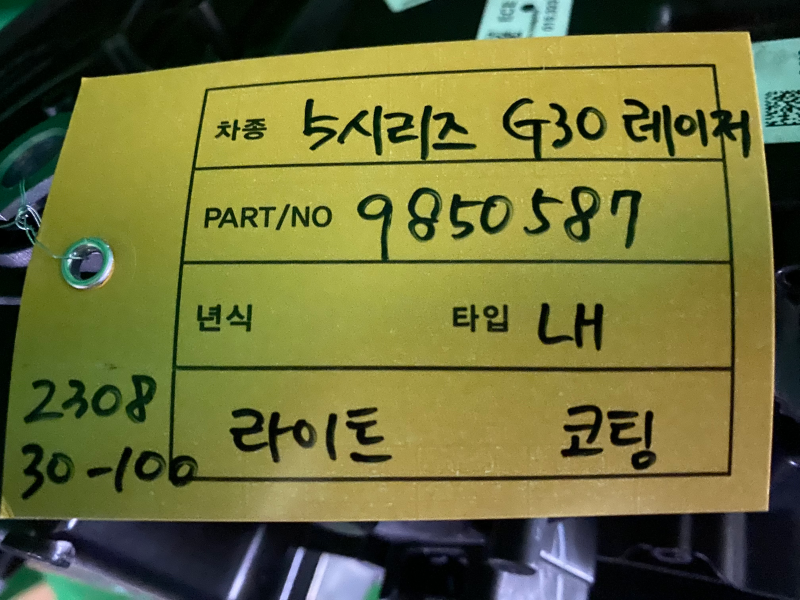 차종 5시리즈 G30 레이저
PART/NO 9850587
년식 타입 LH
라이트 코팅
2308
30-100